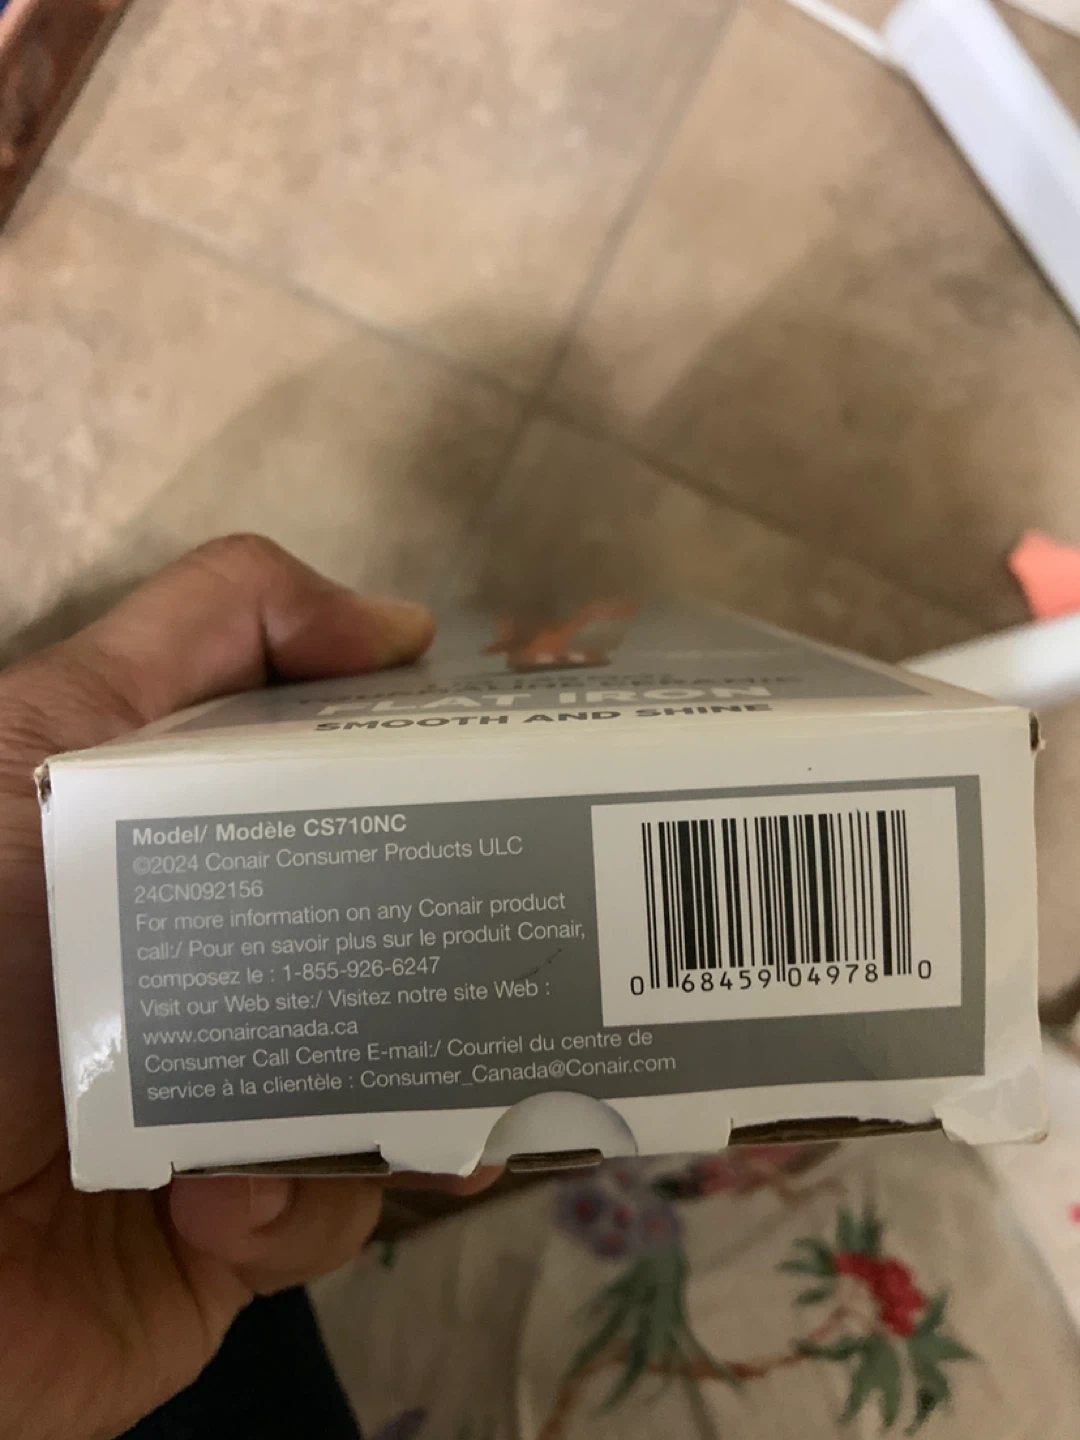 FLAT IRON
SMOOTH AND SHINE
Model/ Modèle CS710NC
©2024 Conair Consumer Products ULC
24CN092156
For more information on any Conair product
call:/ Pour en savoir plus sur le produit Conair,
composez le : 1-855-926-6247
Visit our Web site:/ Visitez notre site Web :
www.conaircanada.ca
Consumer Call Centre E-mail:/ Courriel du centre de
service à la clientèle : Consumer_Canada@Conair.com
0 68459 04978 0